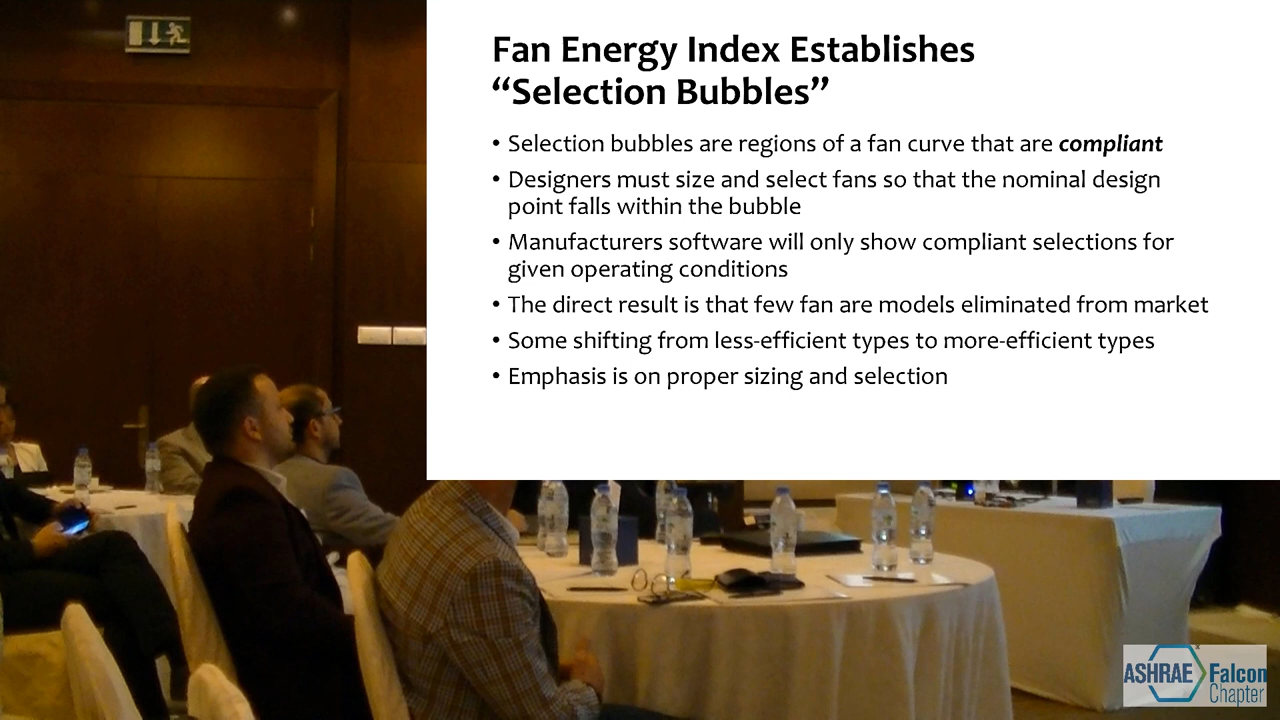 Fan Energy Index Establishes
“Selection Bubbles”
• Selection bubbles are regions of a fan curve that are compliant
• Designers must size and select fans so that the nominal design
point falls within the bubble
• Manufacturers software will only show compliant selections for
given operating conditions
• The direct result is that few fan are models eliminated from market
• Some shifting from less-efficient types to more-efficient types
• Emphasis is on proper sizing and selection
ASHRAE Falcon
Chapter